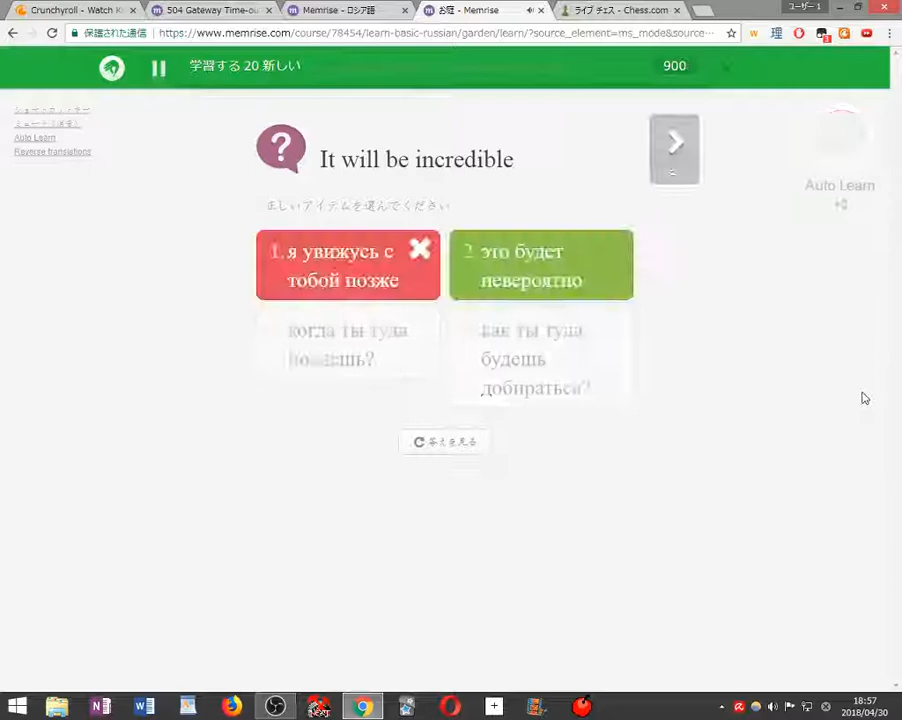 Crunchyroll - Watch K
504 Gateway Time-ou
Memrise - ロシア語
お庭 - Memrise
ライブ チェス - Chess.com
ユーザー 1
保護された通信
https://www.memrise.com/course/78454/learn-basic-russian/garden/learn/?source_element=ms_mode&source…
学習する 20 新しい
900
Auto Learn
Reverse translations
It will be incredible
Auto Learn
+0
正しいアイテムを選んでください
1. я увижусь с
тобой позже
2. это будет
невероятно
когда ты туда
как ты туда
будешь
добираться?
答えを見る
18:57
2018/04/30